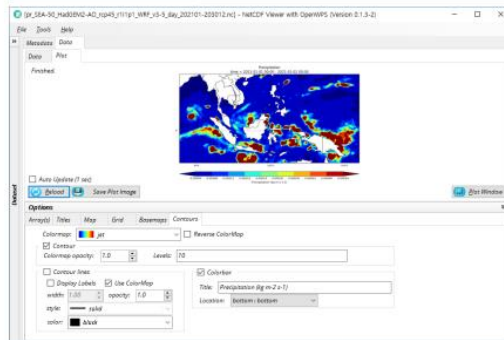 [pr_SEA-50_HadGEM2-AO_rcp45_r1i1p1_WRF_v3-5_day_202101-203012.nc] - NetCDF Viewer with OpenWPS (Version 0.1.3-2)
File Tools Help
Metadata Data
Data Plot
Finished.
Precipitation
Auto Update (1 sec)
Reload Save Plot Image Plot Window
Dataset
Options
Array(s) Titles Map Grid Basemaps Contours
Colormap: jet Reverse ColorMap
Contour
Colormap opacity: 1.0 Levels: 10
Contour lines Colorbar
Display Labels Use ColorMap Title: Precipitation (kg m-2 s-1)
width: 1.00 opacity: 1.0 Location: bottom : bottom
style: solid
color: black